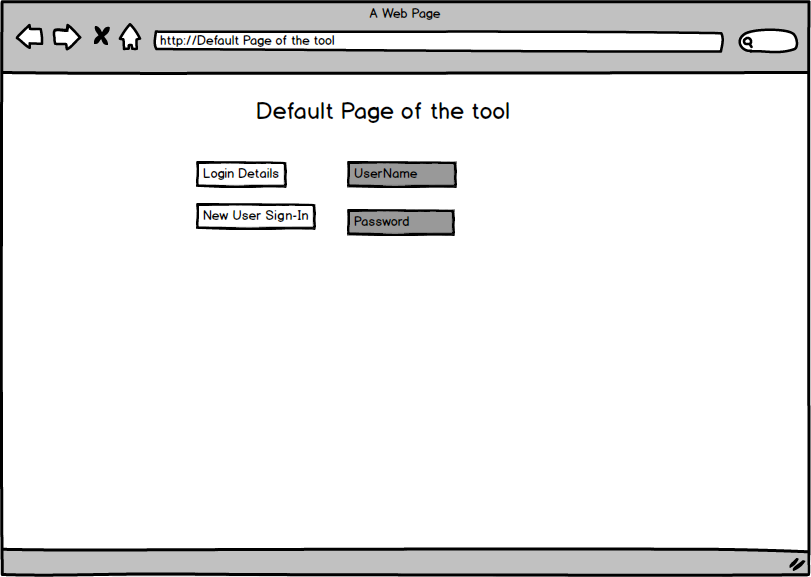 A Web Page
http://Default Page of the tool
Default Page of the tool
Login Details
UserName
New User Sign-In
Password